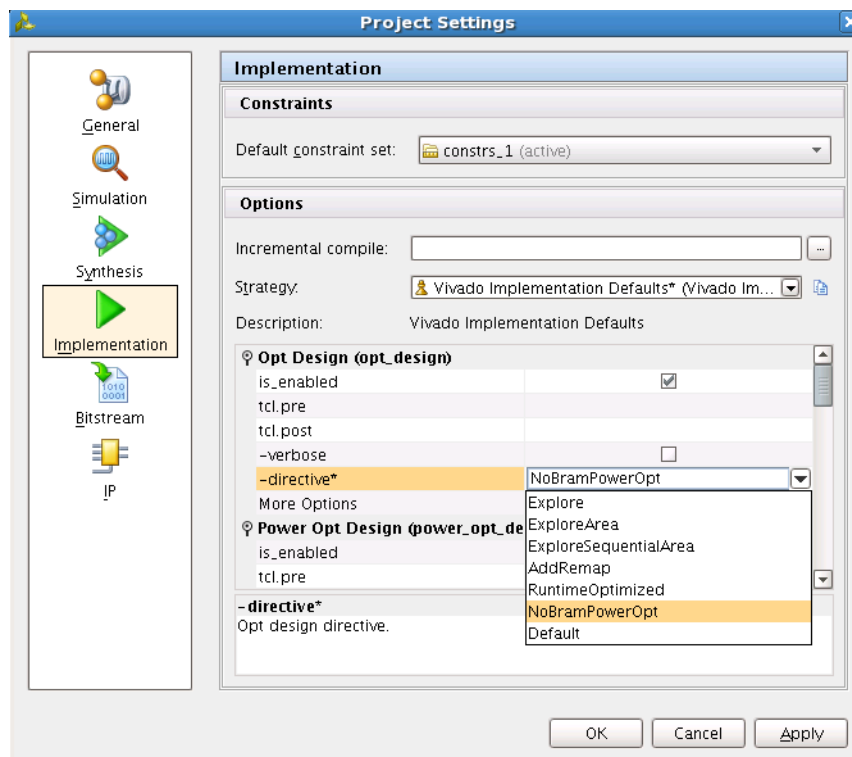 Project Settings
General
Simulation
Synthesis
Implementation
1010
0001
Bitstream
IP
Implementation
Constraints
Default constraint set: constrs_1 (active)
Options
Incremental compile: ...
Strategy: Vivado Implementation Defaults* (Vivado Im...
Description: Vivado Implementation Defaults
Opt Design (opt_design)
is_enabled
tcl.pre
tcl.post
-verbose
-directive* NoBramPowerOpt
More Options
Power Opt Design (power_opt_de
is_enabled
tcl.pre
Explore
ExploreArea
ExploreSequentialArea
AddRemap
RuntimeOptimized
NoBramPowerOpt
Default
-directive*
Opt design directive.
OK Cancel Apply